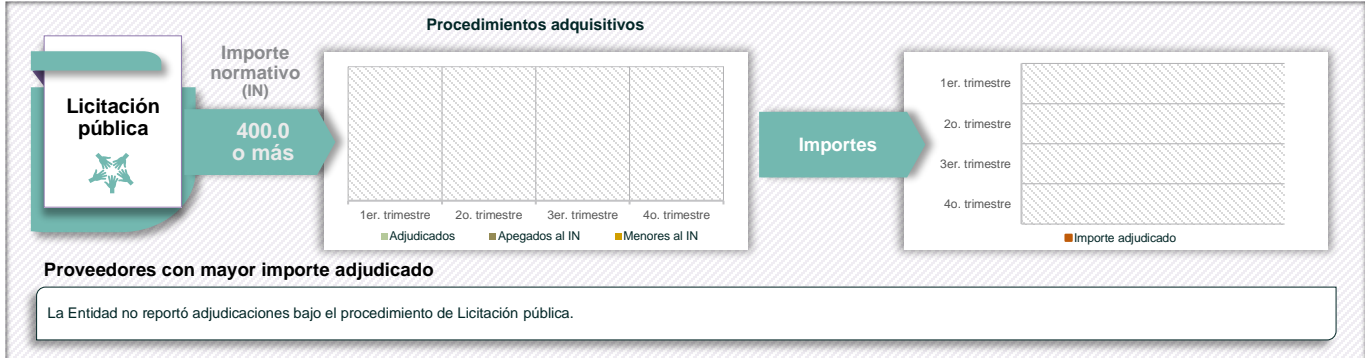 Procedimientos adquisitivos
Licitación
pública
Importe
normativo
(IN)
400.0
o más
1er. trimestre 2o. trimestre 3er. trimestre 4o. trimestre
Adjudicados Apegados al IN Menores al IN
Importes
1er. trimestre
2o. trimestre
3er. trimestre
4o. trimestre
Importe adjudicado
Proveedores con mayor importe adjudicado
La Entidad no reportó adjudicaciones bajo el procedimiento de Licitación pública.